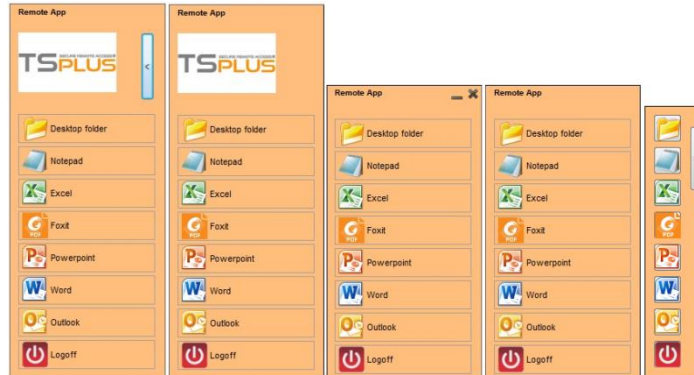 Remote App
TSPLUS
<
Desktop folder
Notepad
Excel
Foxit
Powerpoint
Word
Outlook
Logoff
Remote App
TSPLUS
Desktop folder
Notepad
Excel
Foxit
Powerpoint
Word
Outlook
Logoff
Remote App
Desktop folder
Notepad
Excel
Foxit
Powerpoint
Word
Outlook
Logoff
Remote App
Desktop folder
Notepad
Excel
Foxit
Powerpoint
Word
Outlook
Logoff